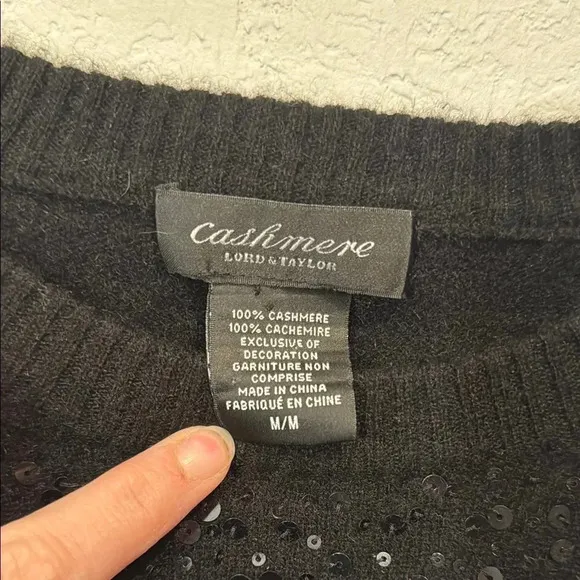 cashmere
LORD & TAYLOR
100% CASHMERE
100% CACHEMIRE
EXCLUSIVE OF
DECORATION
GARNITURE NON
COMPRISE
MADE IN CHINA
FABRIQUÉ EN CHINE
M/M